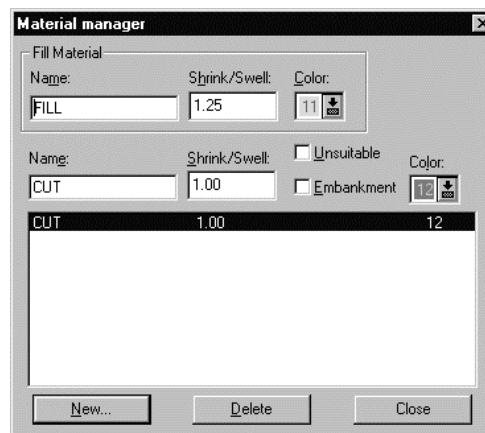 Material manager
Fill Material
Name: Shrink/Swell: Color:
FILL 1.25 11
Name: Shrink/Swell: Unsuitable Color:
CUT 1.00 Embankment 12
CUT 1.00 12
New... Delete Close